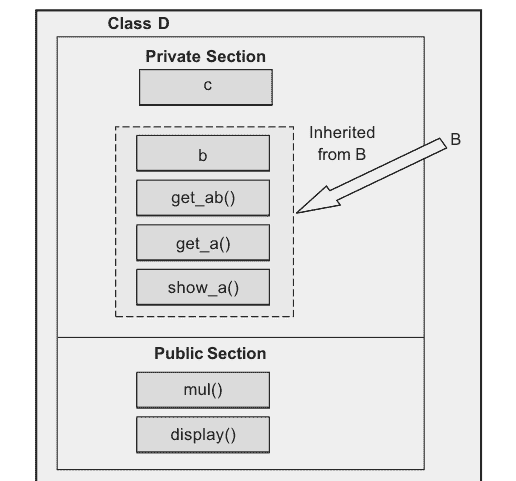 Class D
Private Section
c
Inherited
from B
B
b
get_ab()
get_a()
show_a()
Public Section
mul()
display()